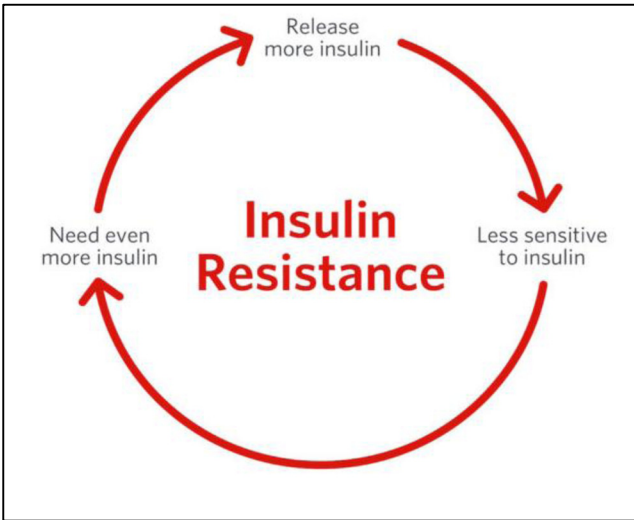 Release
more insulin
Insulin
Resistance
Need even
more insulin
Less sensitive
to insulin